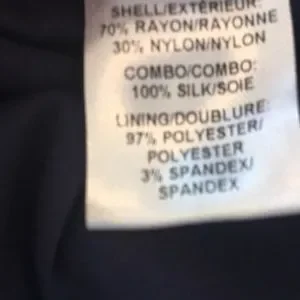 SHELL/EXTÉRIEUR:
70% RAYON/RAYONNE
30% NYLON/NYLON
COMBO/COMBO:
100% SILK/SOIE
LINING/DOUBLURE:
97% POLYESTER/
POLYESTER
3% SPANDEX/
SPANDEX